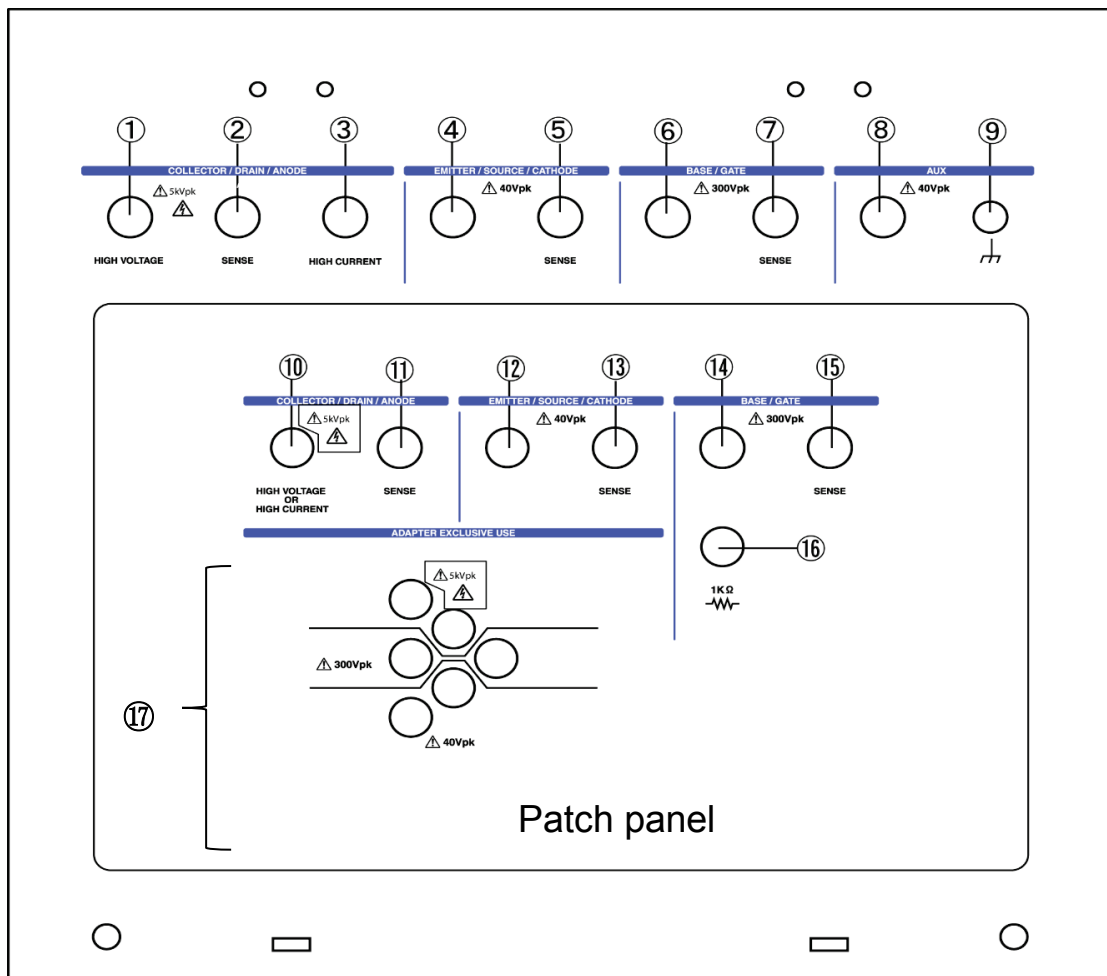 ① ② ③ ④ ⑤ ⑥ ⑦ ⑧ ⑨
COLLECTOR / DRAIN / ANODE EMITTER / SOURCE / CATHODE BASE / GATE AUX
5kVpk 40Vpk 300Vpk 40Vpk
HIGH VOLTAGE SENSE HIGH CURRENT SENSE SENSE
⑩ ⑪ ⑫ ⑬ ⑭ ⑮
COLLECTOR / DRAIN / ANODE EMITTER / SOURCE / CATHODE BASE / GATE
5kVpk 40Vpk 300Vpk
HIGH VOLTAGE
OR
HIGH CURRENT
SENSE SENSE SENSE
ADAPTER EXCLUSIVE USE
⑯
1KΩ
5kVpk
300Vpk
⑰
40Vpk
Patch panel